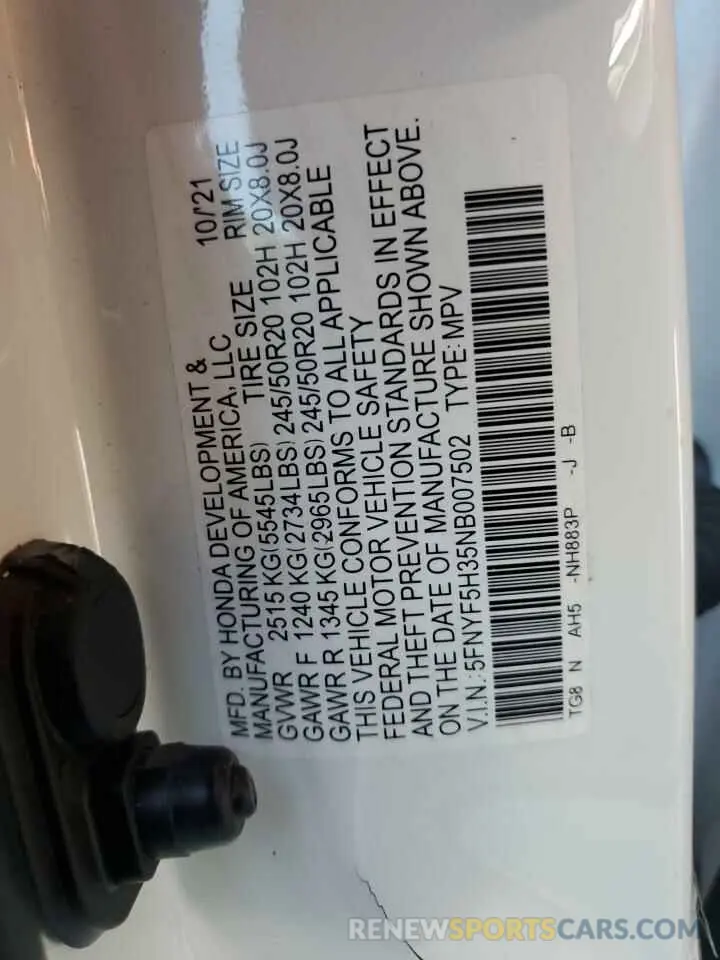 MFD. BY HONDA DEVELOPMENT & 10/'21
MANUFACTURING OF AMERICA, LLC
GVWR 2515 KG(5545LBS) TIRE SIZE RIM SIZE
GAWR F 1240 KG(2734LBS) 245/50R20 102H 20X8.0J
GAWR R 1345 KG(2965LBS) 245/50R20 102H 20X8.0J
THIS VEHICLE CONFORMS TO ALL APPLICABLE
FEDERAL MOTOR VEHICLE SAFETY
AND THEFT PREVENTION STANDARDS IN EFFECT
ON THE DATE OF MANUFACTURE SHOWN ABOVE.
V.I.N.:5FNYF5H35NB007502 TYPE:MPV
TG8 N AH5 -NH883P -J -B
RENEWSPORTSCARS.COM